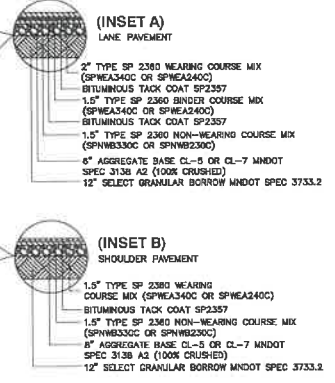 (INSET A)
LANE PAVEMENT
2" TYPE SP 2360 WEARING COURSE MIX
(SPWEA340C OR SPWEA240C)
BITUMINOUS TACK COAT SP2357
1.5" TYPE SP 2360 BINDER COURSE MIX
(SPWEA340C OR SPWEA240C)
BITUMINOUS TACK COAT SP2357
1.5" TYPE SP 2360 NON-WEARING COURSE MIX
(SPNWB330C OR SPNWB230C)
8" AGGREGATE BASE CL-5 OR CL-7 MNDOT
SPEC 3138 A2 (100% CRUSHED)
12" SELECT GRANULAR BORROW MNDOT SPEC 3733.2
(INSET B)
SHOULDER PAVEMENT
1.5" TYPE SP 2360 WEARING
COURSE MIX (SPWEA340C OR SPWEA240C)
BITUMINOUS TACK COAT SP2357
1.5" TYPE SP 2360 NON-WEARING COURSE MIX
(SPNWB330C OR SPNWB230C)
8" AGGREGATE BASE CL-5 OR CL-7 MNDOT
SPEC 3138 A2 (100% CRUSHED)
12" SELECT GRANULAR BORROW MNDOT SPEC 3733.2